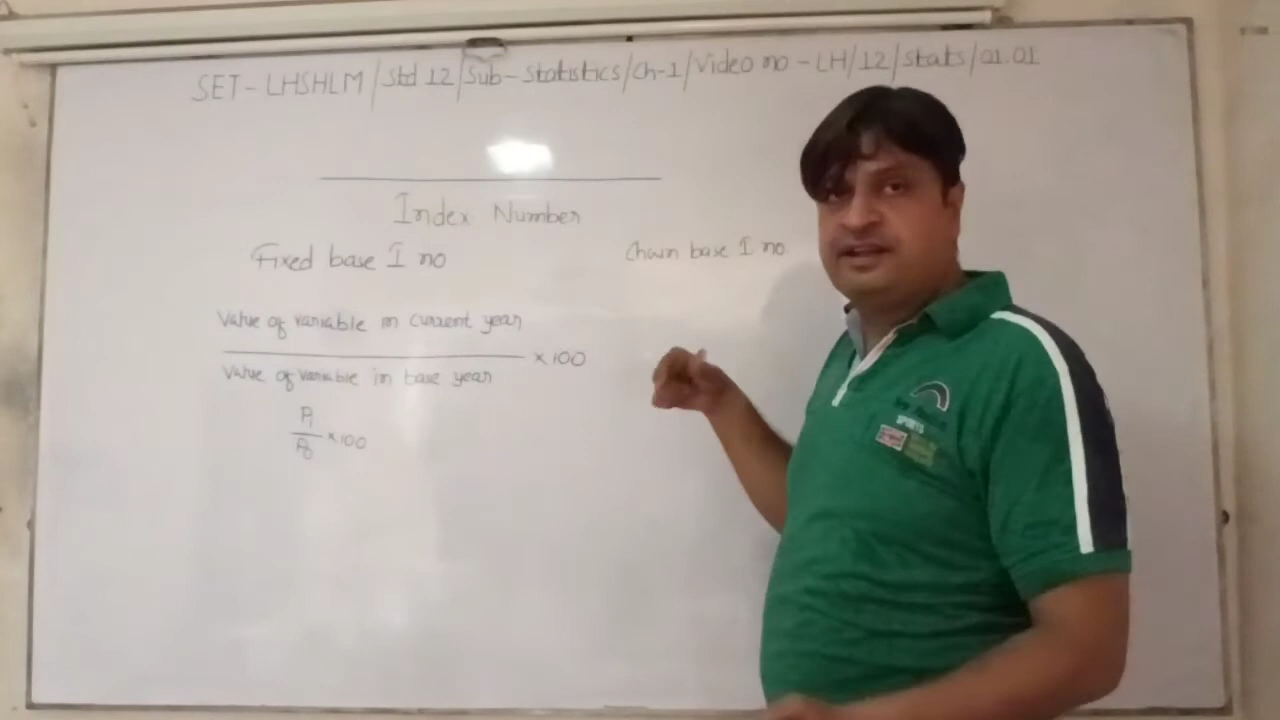 SET - LHSHLM / Std 12 / Sub - Statistics / Ch-1 / Video no - LH/12/Stats/01.01
Index Number
Fixed base I no
Chain base I no.
Value of variable in current year
× 100
Value of variable in base year
P1
× 100
P0
SPORTS